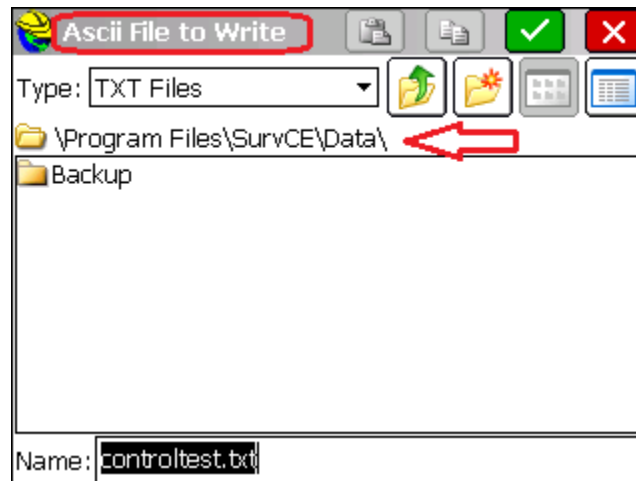 Ascii File to Write
Type: TXT Files
\Program Files\SurvCE\Data\
Backup
Name: controltest.txt